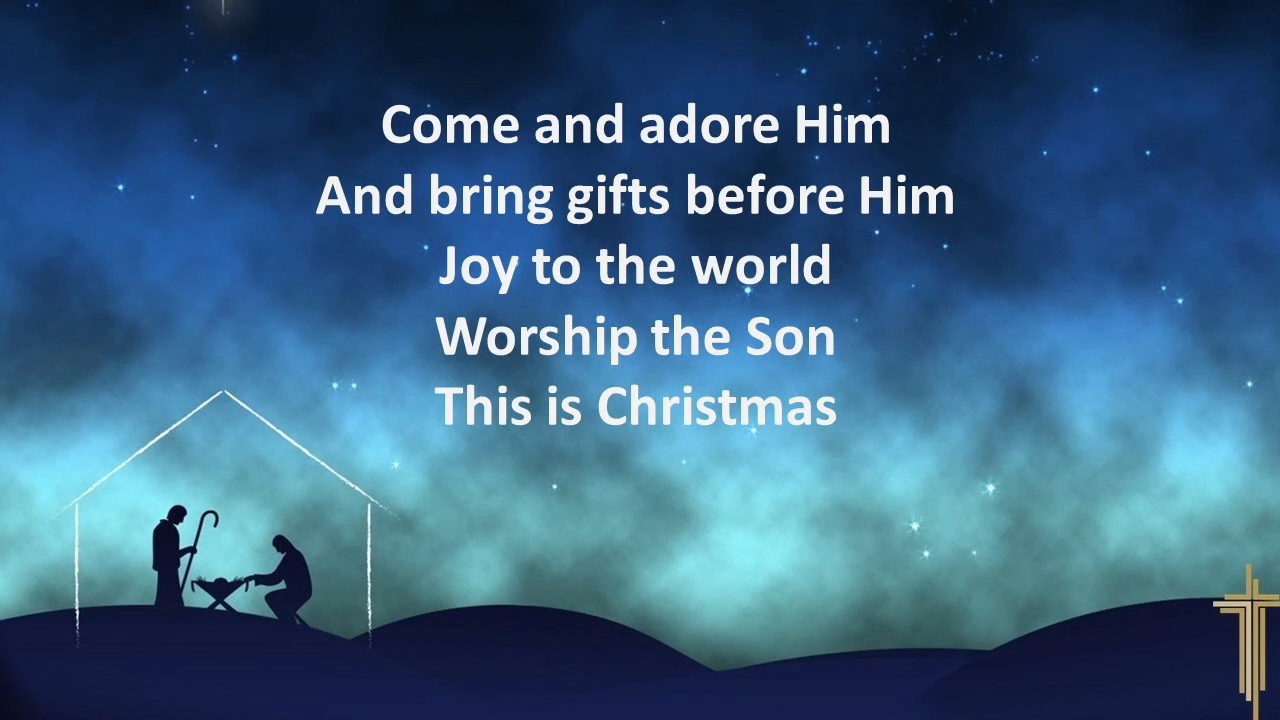 Come and adore Him
And bring gifts before Him
Joy to the world
Worship the Son
This is Christmas